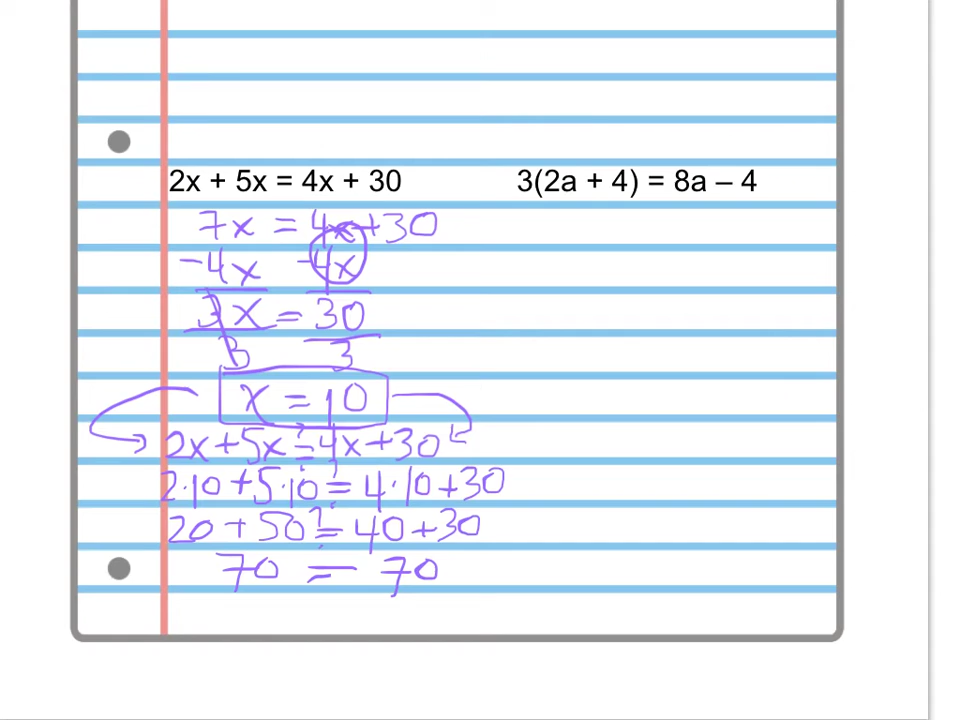 2x + 5x = 4x + 30
3(2a + 4) = 8a – 4
7x = 4x+30
-4x -4x
3x = 30
3 3
x = 10
2x+5x ?= 4x+30
2·10+5·10 ?= 4·10+30
20 + 50 ?= 40+30
70 = 70